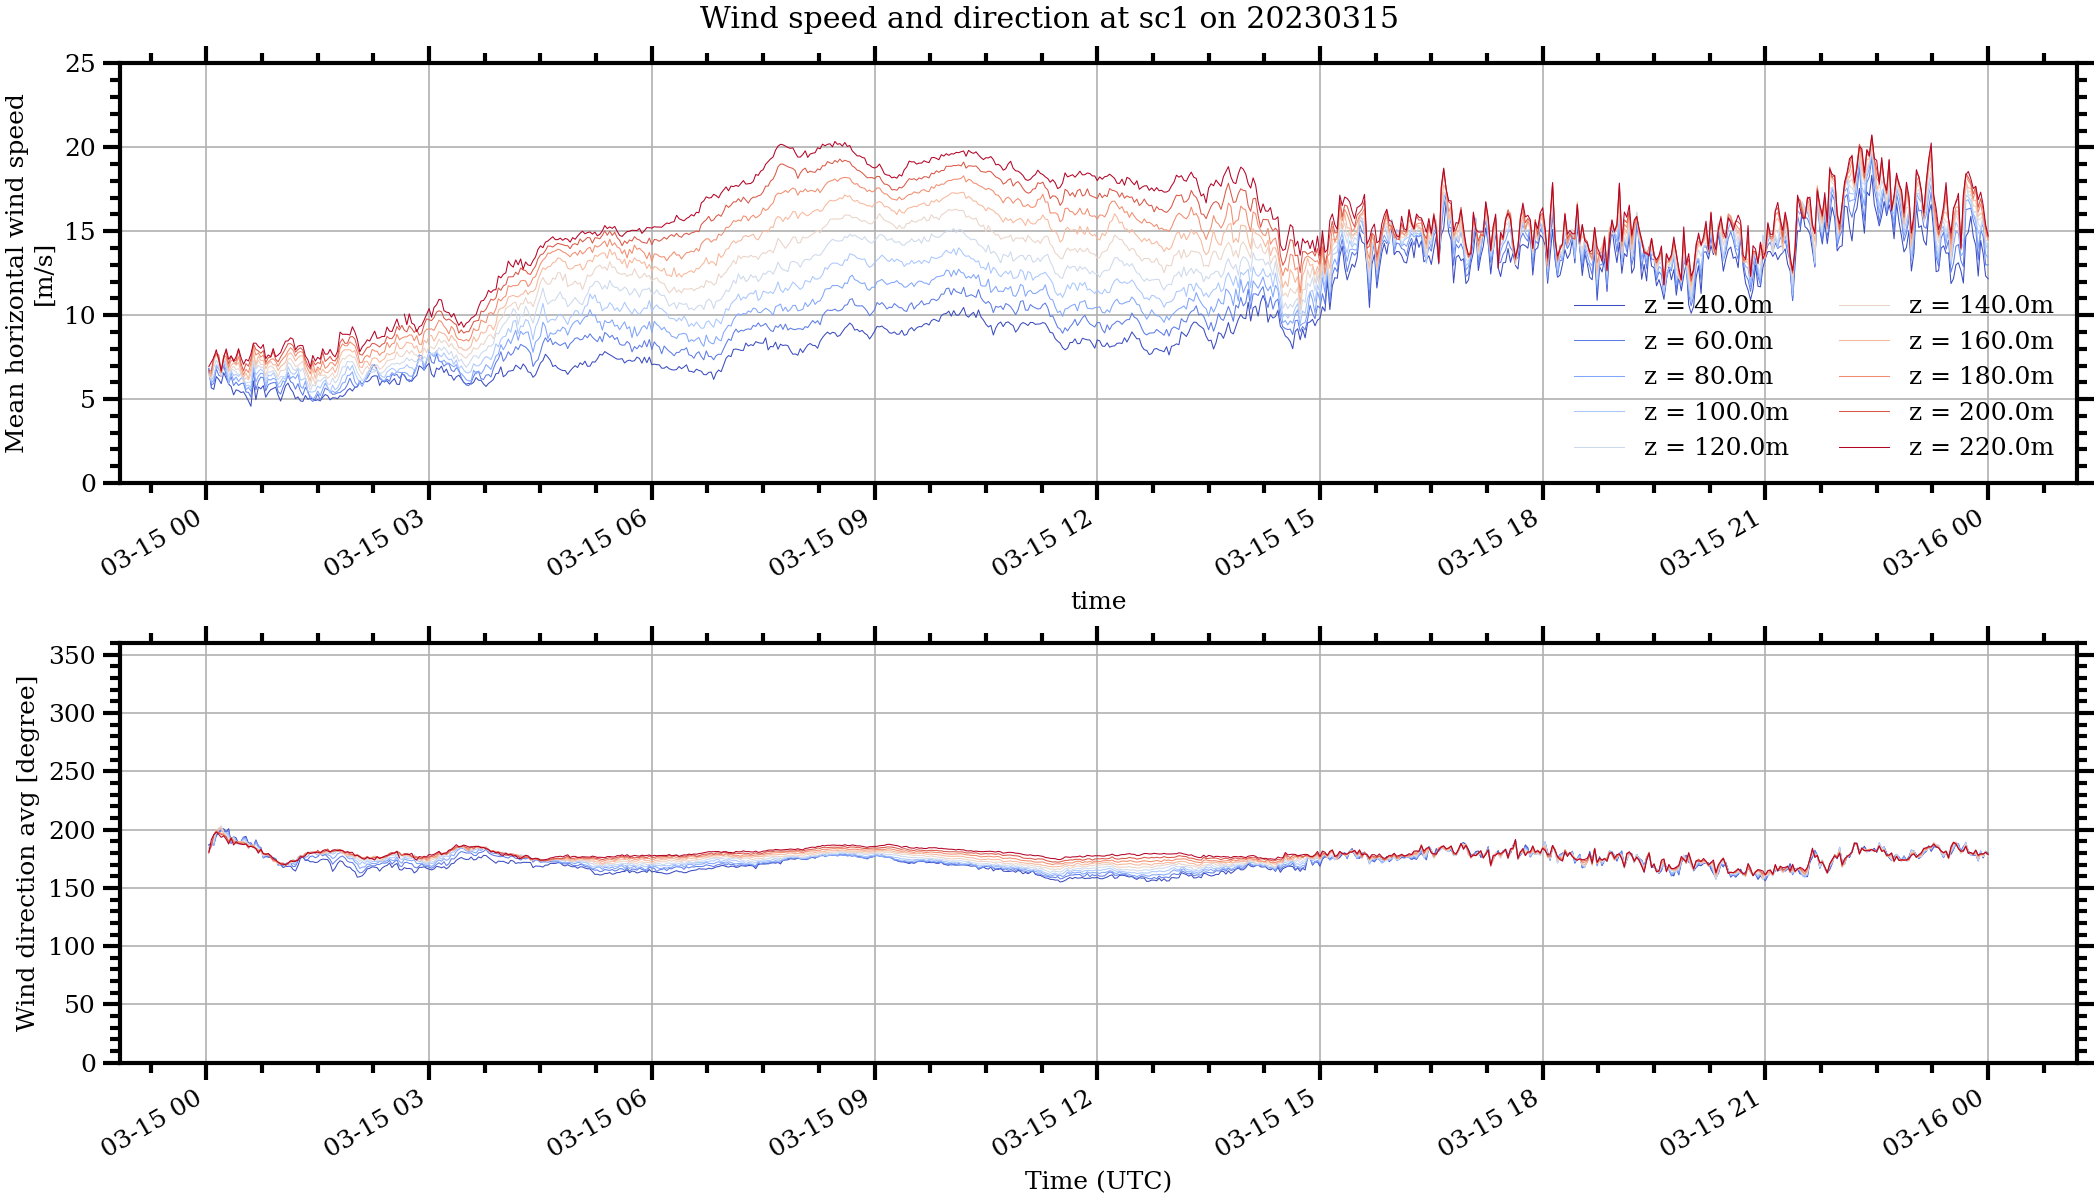 Wind speed and direction at sc1 on 20230315
Mean horizontal wind speed
[m/s]
25
20
15
10
5
0
z = 40.0m
z = 60.0m
z = 80.0m
z = 100.0m
z = 120.0m
z = 140.0m
z = 160.0m
z = 180.0m
z = 200.0m
z = 220.0m
03-15 00
03-15 03
03-15 06
03-15 09
03-15 12
03-15 15
03-15 18
03-15 21
03-16 00
time
Wind direction avg [degree]
350
300
250
200
150
100
50
0
03-15 00
03-15 03
03-15 06
03-15 09
03-15 12
03-15 15
03-15 18
03-15 21
03-16 00
Time (UTC)